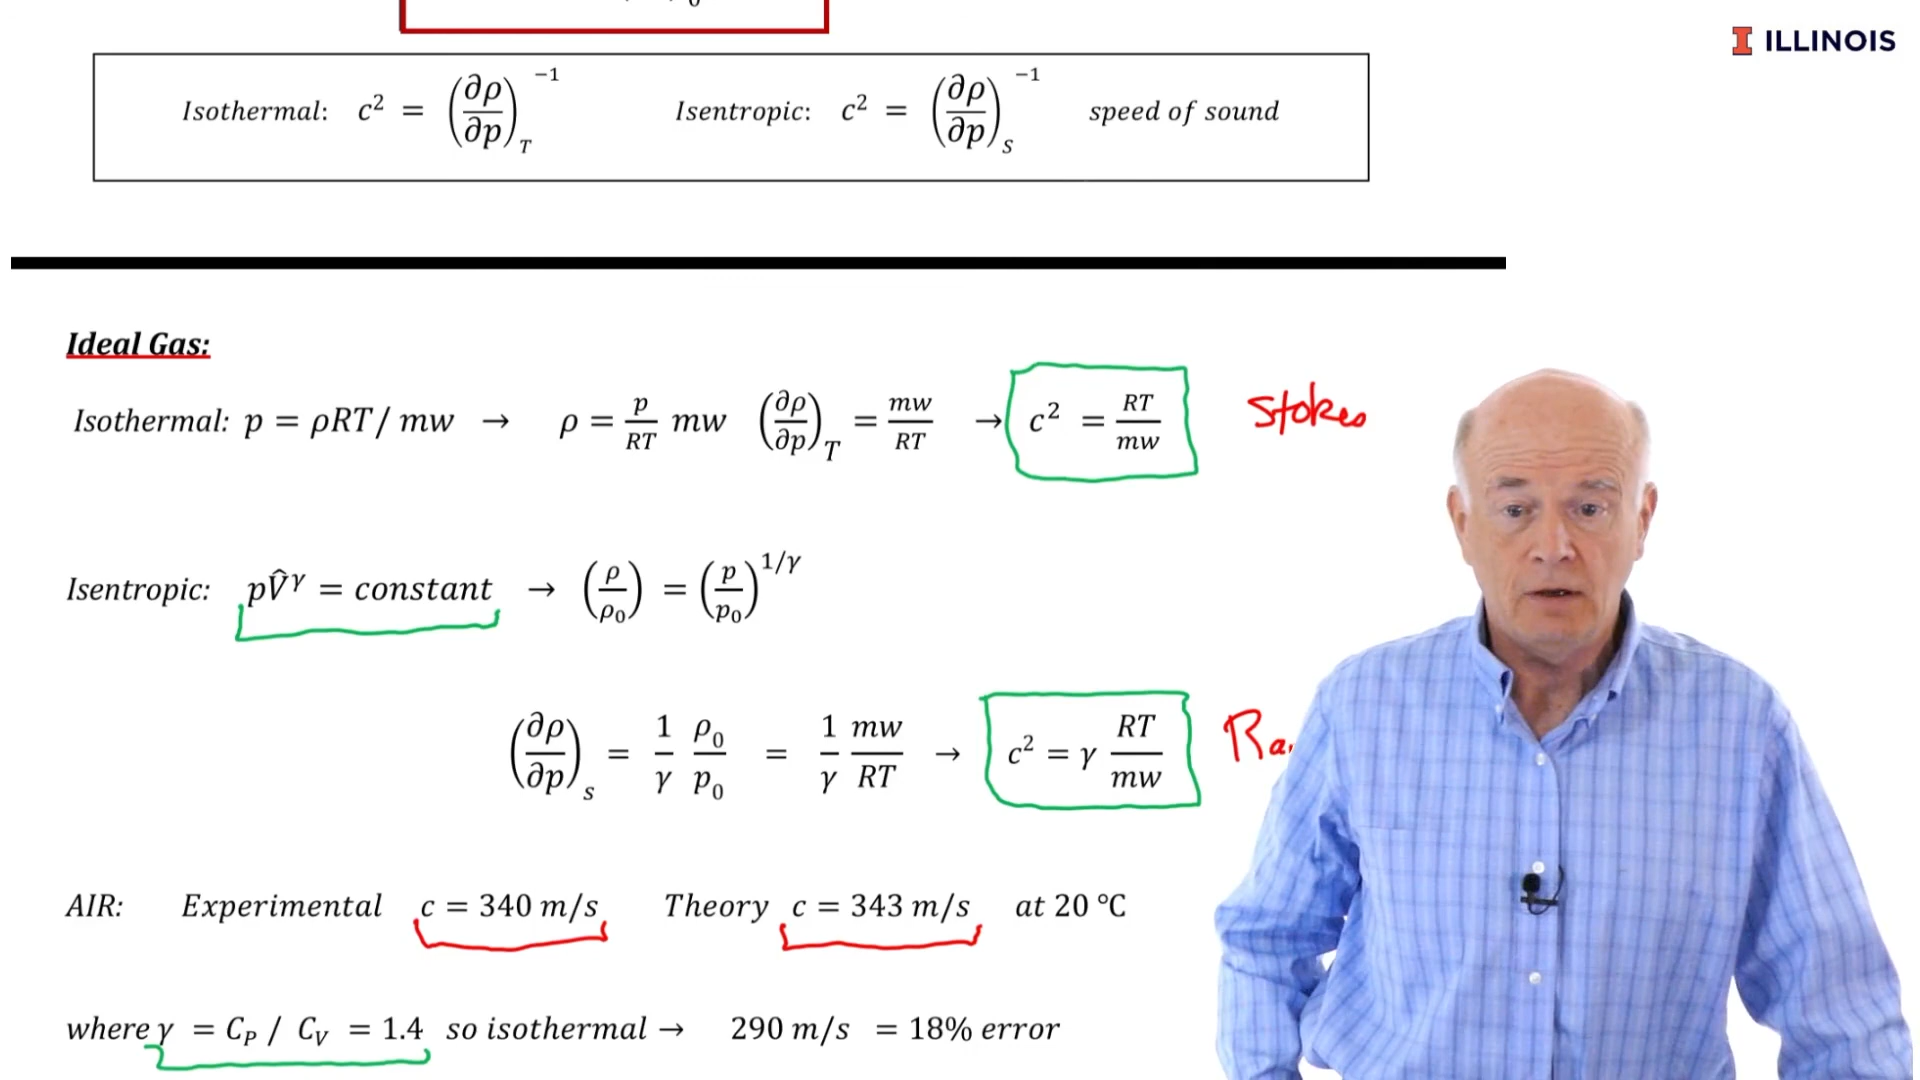 ILLINOIS
Isothermal: c² = (∂ρ/∂p)_T⁻¹ Isentropic: c² = (∂ρ/∂p)_S⁻¹ speed of sound
Ideal Gas:
Isothermal: p = ρRT/ mw → ρ = p/RT mw (∂ρ/∂p)_T = mw/RT → c² = RT/mw Stokes
Isentropic: pV̂^γ = constant → (ρ/ρ₀) = (p/p₀)^1/γ
(∂ρ/∂p)_s = 1/γ ρ₀/p₀ = 1/γ mw/RT → c² = γ RT/mw
AIR: Experimental c = 340 m/s Theory c = 343 m/s at 20 ℃
where γ = C_P / C_V = 1.4 so isothermal → 290 m/s = 18% error